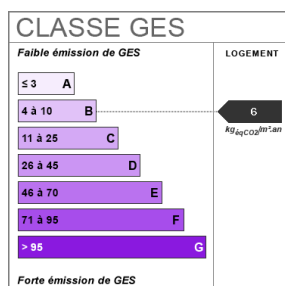 CLASSE GES
Faible émission de GES
LOGEMENT
≤ 3 A
4 à 10 B
6
kgéqCO2/m².an
11 à 25 C
26 à 45 D
46 à 70 E
71 à 95 F
> 95 G
Forte émission de GES